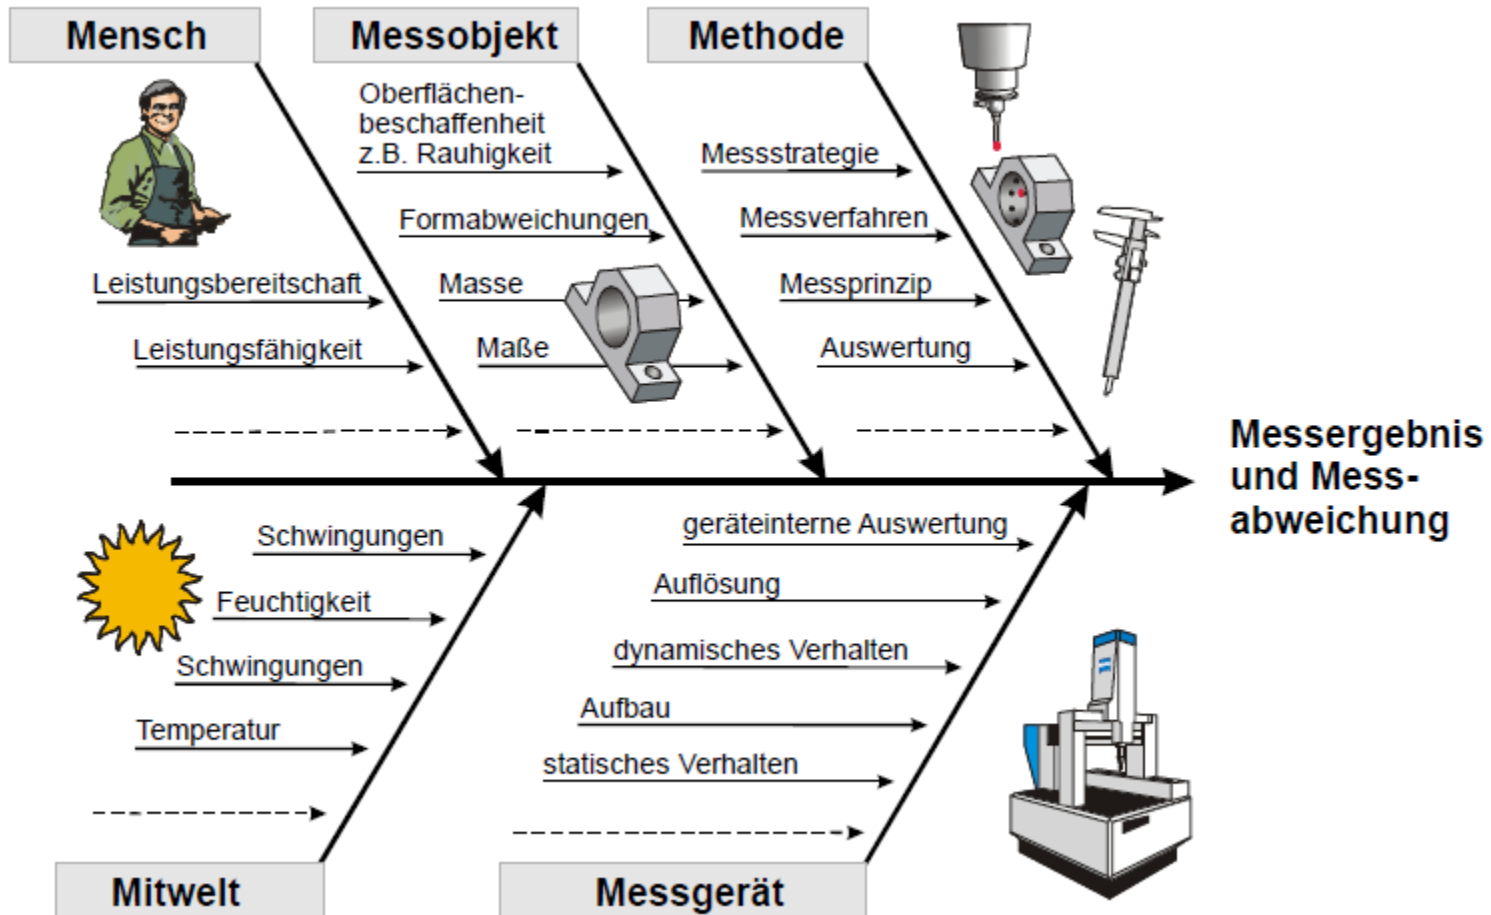 Mensch
Messobjekt
Methode
Oberflächen-
beschaffenheit
z.B. Rauhigkeit
Formabweichungen
Masse
Maße
Messstrategie
Messverfahren
Messprinzip
Auswertung
Leistungsbereitschaft
Leistungsfähigkeit
Messergebnis
und Mess-
abweichung
Schwingungen
Feuchtigkeit
Schwingungen
Temperatur
geräteinterne Auswertung
Auflösung
dynamisches Verhalten
Aufbau
statisches Verhalten
Mitwelt
Messgerät